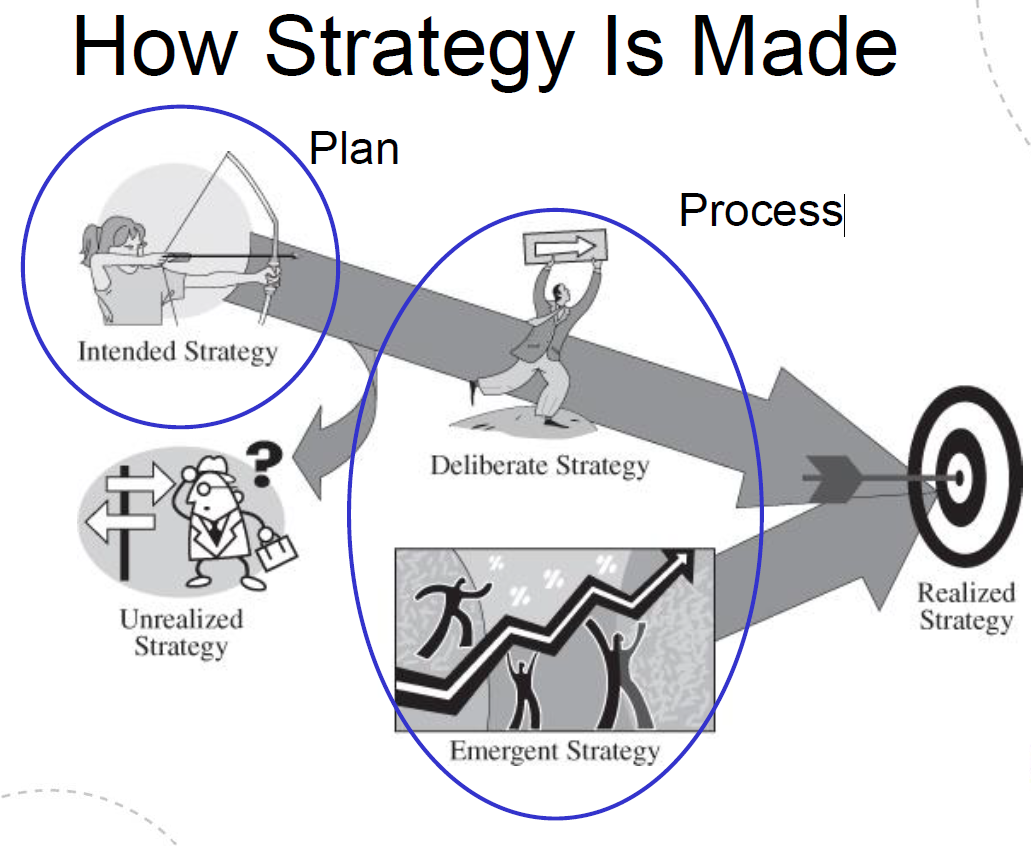 How Strategy Is Made
Plan
Process
Intended Strategy
?
Deliberate Strategy
Unrealized
Strategy
% % %
Emergent Strategy
Realized
Strategy